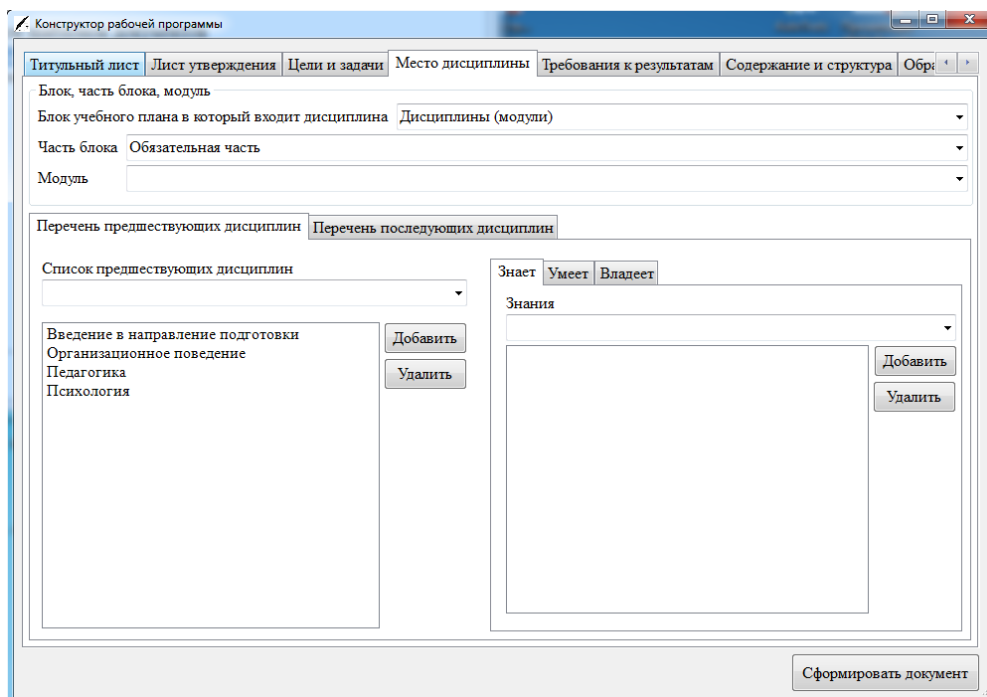 Конструктор рабочей программы
Титульный лист Лист утверждения Цели и задачи Место дисциплины Требования к результатам Содержание и структура Обра
Блок, часть блока, модуль
Блок учебного плана в который входит дисциплина Дисциплины (модули)
Часть блока Обязательная часть
Модуль
Перечень предшествующих дисциплин Перечень последующих дисциплин
Список предшествующих дисциплин
Введение в направление подготовки
Организационное поведение
Педагогика
Психология
Добавить
Удалить
Знает Умеет Владеет
Знания
Добавить
Удалить
Сформировать документ